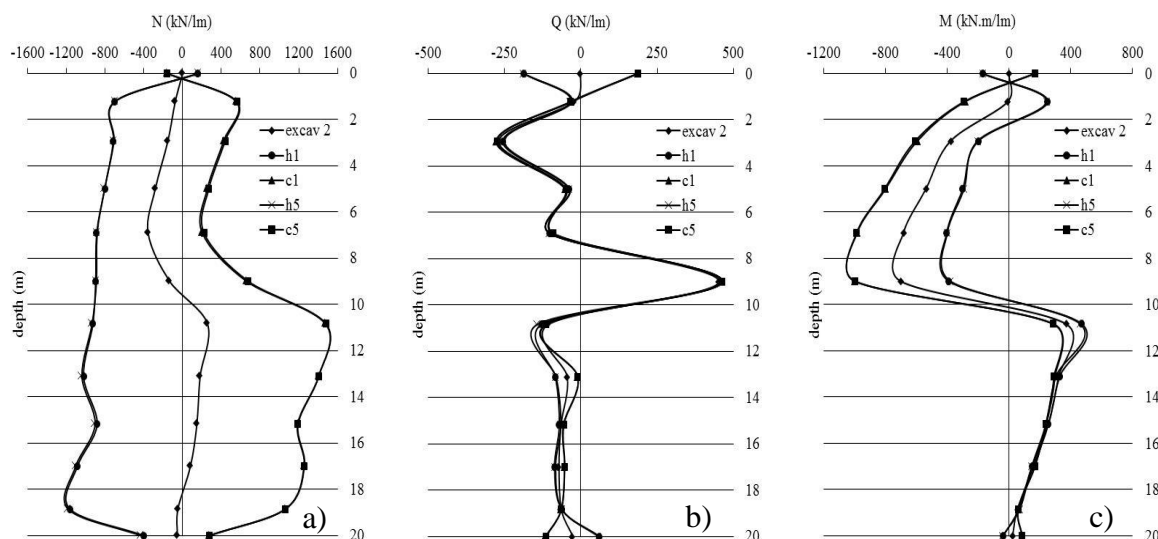 N (kN/lm)
-1600 -1200 -800 -400 0 400 800 1200 1600
0
2
4
6
8
10
12
14
16
18
20
depth (m)
excav 2
h1
c1
h5
c5
a)
Q (kN/lm)
-500 -250 0 250 500
0
2
4
6
8
10
12
14
16
18
20
depth (m)
excav 2
h1
c1
h5
c5
b)
M (kN.m/lm)
-1200 -800 -400 0 400 800
0
2
4
6
8
10
12
14
16
18
20
depth (m)
excav 2
h1
c1
h5
c5
c)